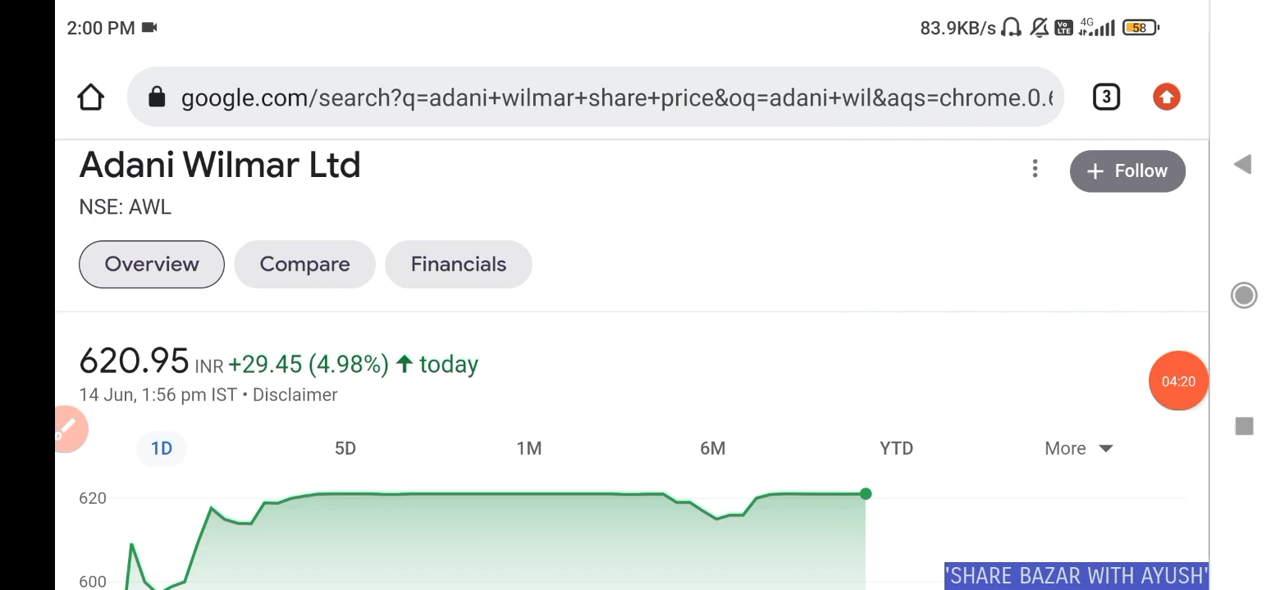 2:00 PM
83.9KB/s Vo LTE 4G 58
google.com/search?q=adani+wilmar+share+price&oq=adani+wil&aqs=chrome.0.6
3
Adani Wilmar Ltd
+ Follow
NSE: AWL
Overview Compare Financials
620.95 INR +29.45 (4.98%) ↑ today
14 Jun, 1:56 pm IST • Disclaimer
04:20
1D 5D 1M 6M YTD More
620
600
'SHARE BAZAR WITH AYUSH'